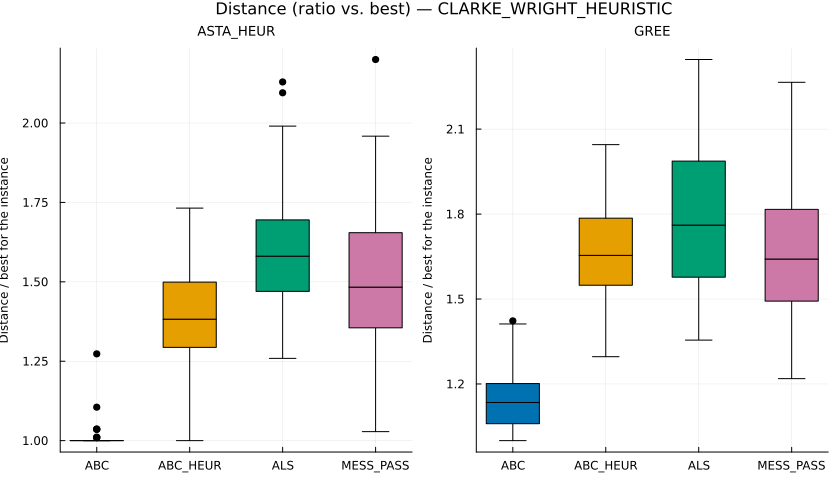 Distance (ratio vs. best) — CLARKE_WRIGHT_HEURISTIC
ASTA_HEUR
Distance / best for the instance
2.00
1.75
1.50
1.25
1.00
ABC
ABC_HEUR
ALS
MESS_PASS
GREE
Distance / best for the instance
2.1
1.8
1.5
1.2
ABC
ABC_HEUR
ALS
MESS_PASS